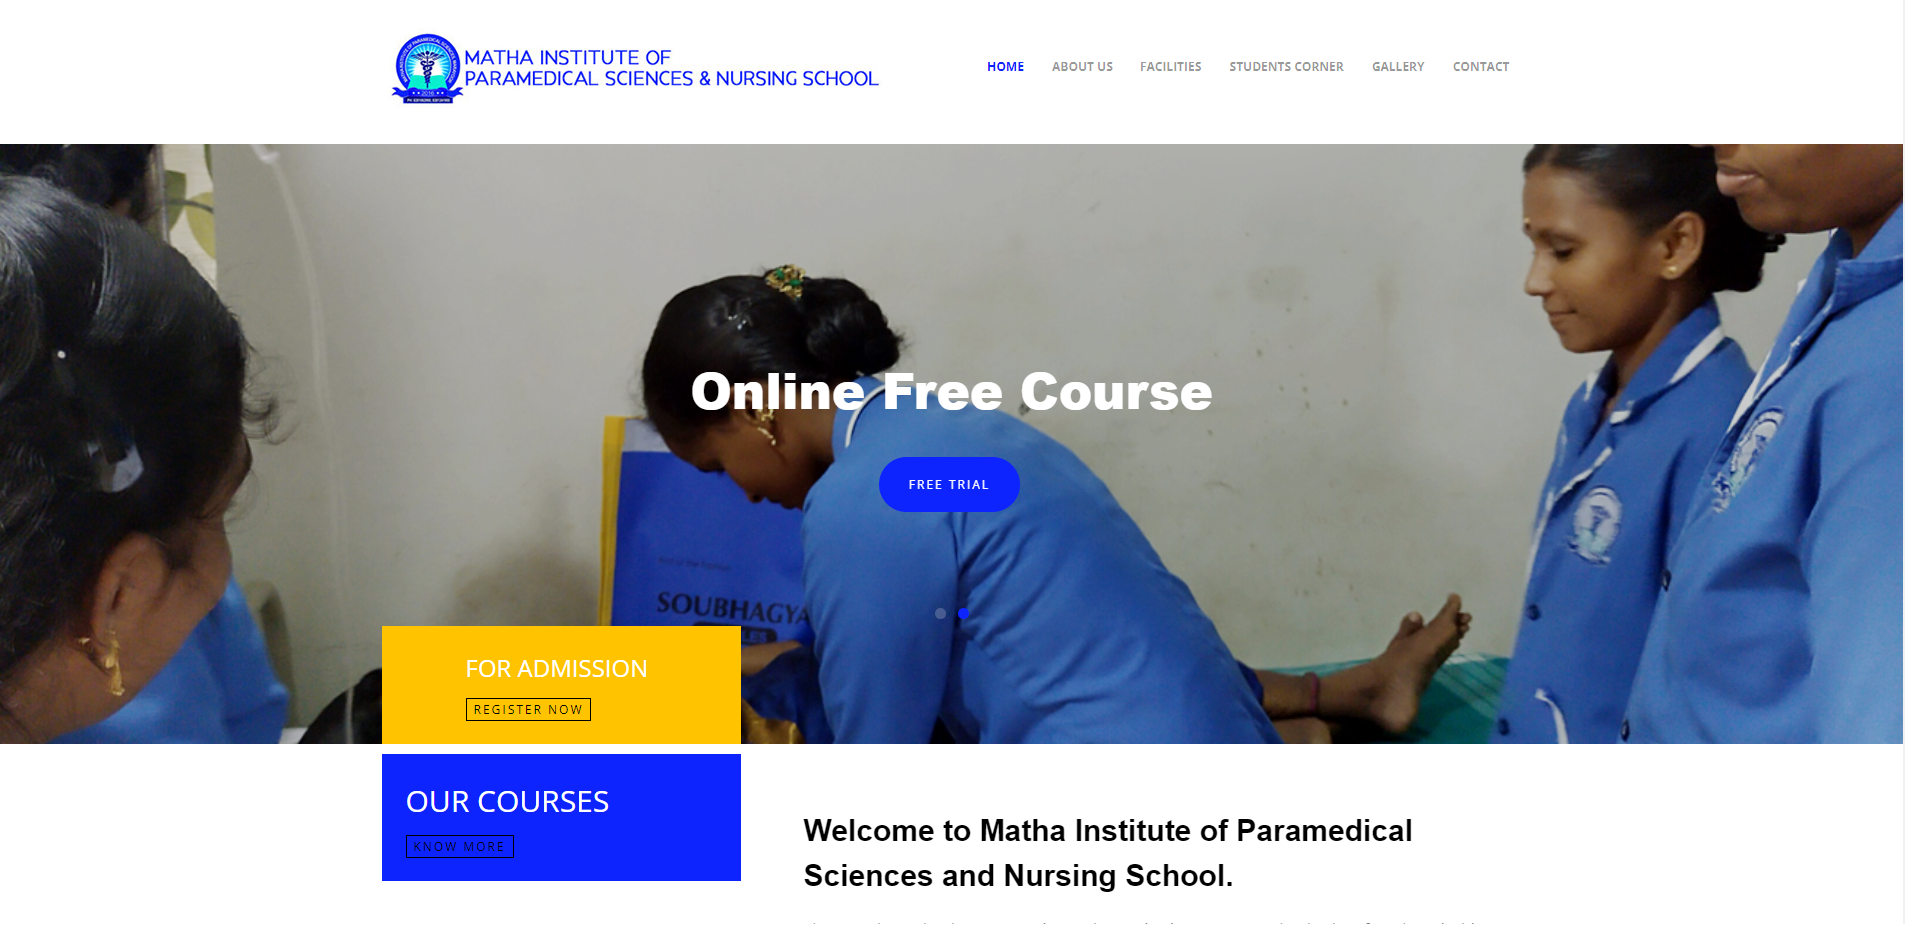 MATHA INSTITUTE OF
PARAMEDICAL SCIENCES & NURSING SCHOOL
2016
HOME ABOUT US FACILITIES STUDENTS CORNER GALLERY CONTACT
Online Free Course
FREE TRIAL
SOUBHAGYA
FOR ADMISSION
REGISTER NOW
OUR COURSES
KNOW MORE
Welcome to Matha Institute of Paramedical
Sciences and Nursing School.